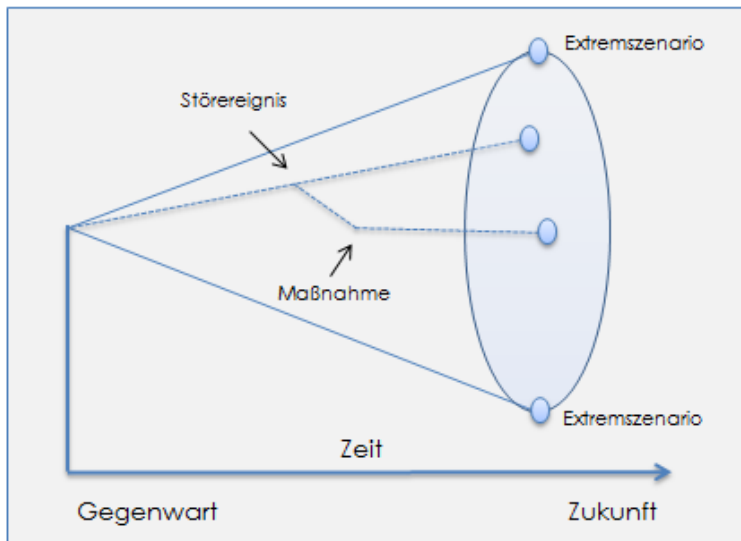 Extremszenario
Störereignis
Maßnahme
Extremszenario
Zeit
Gegenwart
Zukunft